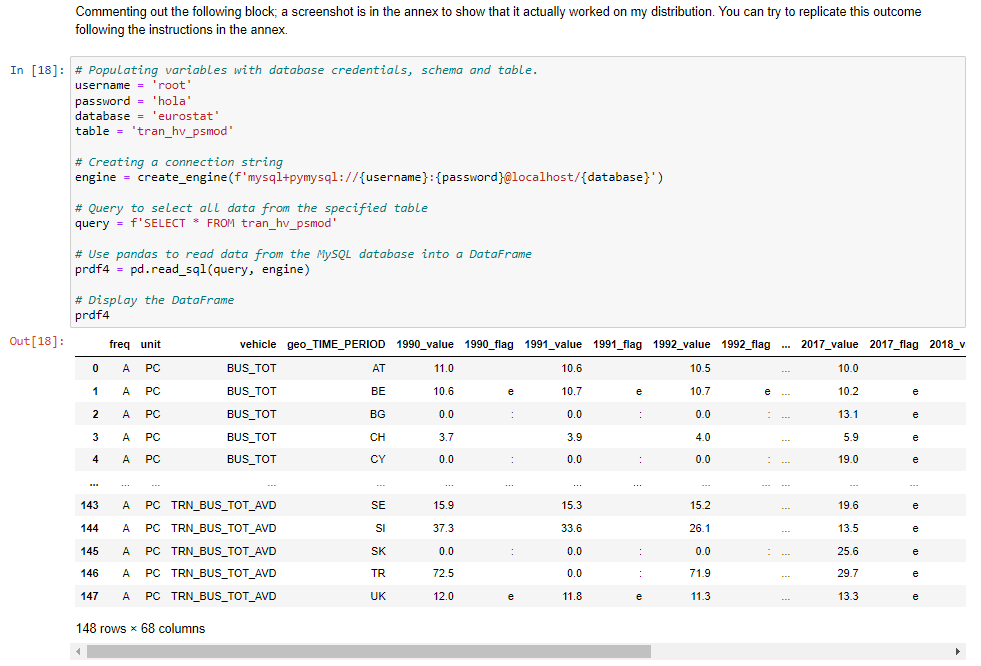 Commenting out the following block; a screenshot is in the annex to show that it actually worked on my distribution. You can try to replicate this outcome
following the instructions in the annex.
In [18]: # Populating variables with database credentials, schema and table.
username = 'root'
password = 'hola'
database = 'eurostat'
table = 'tran_hv_psmod'
# Creating a connection string
engine = create_engine(f'mysql+pymysql://{username}:{password}@localhost/{database}')
# Query to select all data from the specified table
query = f'SELECT * FROM tran_hv_psmod'
# Use pandas to read data from the MySQL database into a DataFrame
prdf4 = pd.read_sql(query, engine)
# Display the DataFrame
prdf4
Out[18]:
freq unit vehicle geo_TIME_PERIOD 1990_value 1990_flag 1991_value 1991_flag 1992_value 1992_flag ... 2017_value 2017_flag 2018_v
0 A PC BUS_TOT AT 11.0 10.6 10.5 ... 10.0
1 A PC BUS_TOT BE 10.6 e 10.7 e 10.7 e ... 10.2 e
2 A PC BUS_TOT BG 0.0 : 0.0 : 0.0 : ... 13.1 e
3 A PC BUS_TOT CH 3.7 3.9 4.0 ... 5.9 e
4 A PC BUS_TOT CY 0.0 : 0.0 : 0.0 : ... 19.0 e
... ... ... ... ... ... ... ... ... ... ... ... ... ...
143 A PC TRN_BUS_TOT_AVD SE 15.9 15.3 15.2 ... 19.6 e
144 A PC TRN_BUS_TOT_AVD SI 37.3 33.6 26.1 ... 13.5 e
145 A PC TRN_BUS_TOT_AVD SK 0.0 : 0.0 : 0.0 : ... 25.6 e
146 A PC TRN_BUS_TOT_AVD TR 72.5 0.0 : 71.9 ... 29.7 e
147 A PC TRN_BUS_TOT_AVD UK 12.0 e 11.8 e 11.3 ... 13.3 e
148 rows × 68 columns